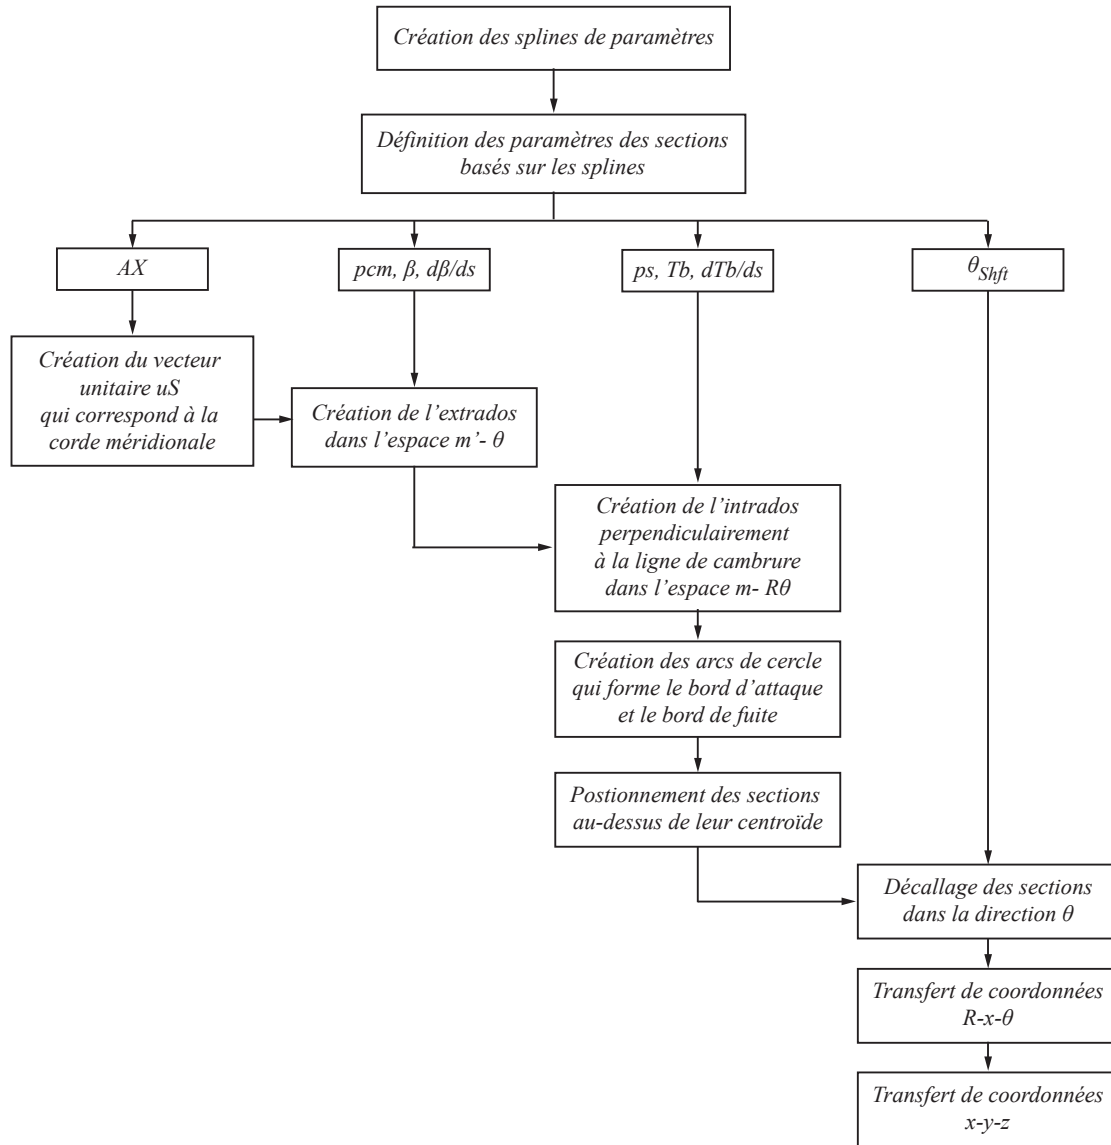 Création des splines de paramètres
Définition des paramètres des sections
basés sur les splines
AX
pcm, β, dβ/ds
ps, Tb, dTb/ds
θShft
Création du vecteur
unitaire uS
qui correspond à la
corde méridionale
Création de l’extrados
dans l’espace m’- θ
Création de l’intrados
perpendiculairement
à la ligne de cambrure
dans l’espace m- Rθ
Création des arcs de cercle
qui forme le bord d’attaque
et le bord de fuite
Postionnement des sections
au-dessus de leur centroïde
Décallage des sections
dans la direction θ
Transfert de coordonnées
R-x-θ
Transfert de coordonnées
x-y-z